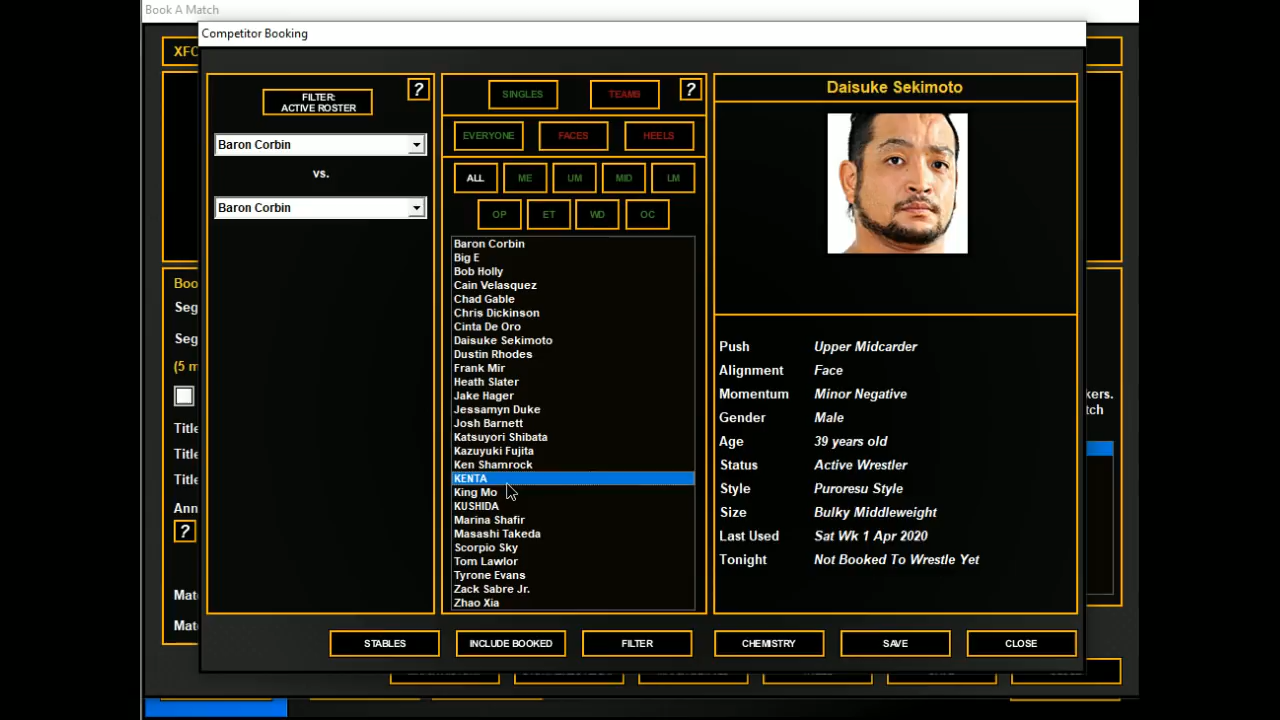 Book A Match
Competitor Booking
XFC
FILTER:
ACTIVE ROSTER
?
Baron Corbin
vs.
Baron Corbin
SINGLES
TEAMS
?
EVERYONE
FACES
HEELS
ALL
ME
UM
MID
LM
OP
ET
WD
OC
Baron Corbin
Big E
Bob Holly
Cain Velasquez
Chad Gable
Chris Dickinson
Cinta De Oro
Daisuke Sekimoto
Dustin Rhodes
Frank Mir
Heath Slater
Jake Hager
Jessamyn Duke
Josh Barnett
Katsuyori Shibata
Kazuyuki Fujita
Ken Shamrock
KENTA
King Mo
KUSHIDA
Marina Shafir
Masashi Takeda
Scorpio Sky
Tom Lawlor
Tyrone Evans
Zack Sabre Jr.
Zhao Xia
Daisuke Sekimoto
Push Upper Midcarder
Alignment Face
Momentum Minor Negative
Gender Male
Age 39 years old
Status Active Wrestler
Style Puroresu Style
Size Bulky Middleweight
Last Used Sat Wk 1 Apr 2020
Tonight Not Booked To Wrestle Yet
Boo
Seg
Seg
(5 m
Title
Title
Title
Ann
?
Mat
Mat
kers.
tch
STABLES
INCLUDE BOOKED
FILTER
CHEMISTRY
SAVE
CLOSE